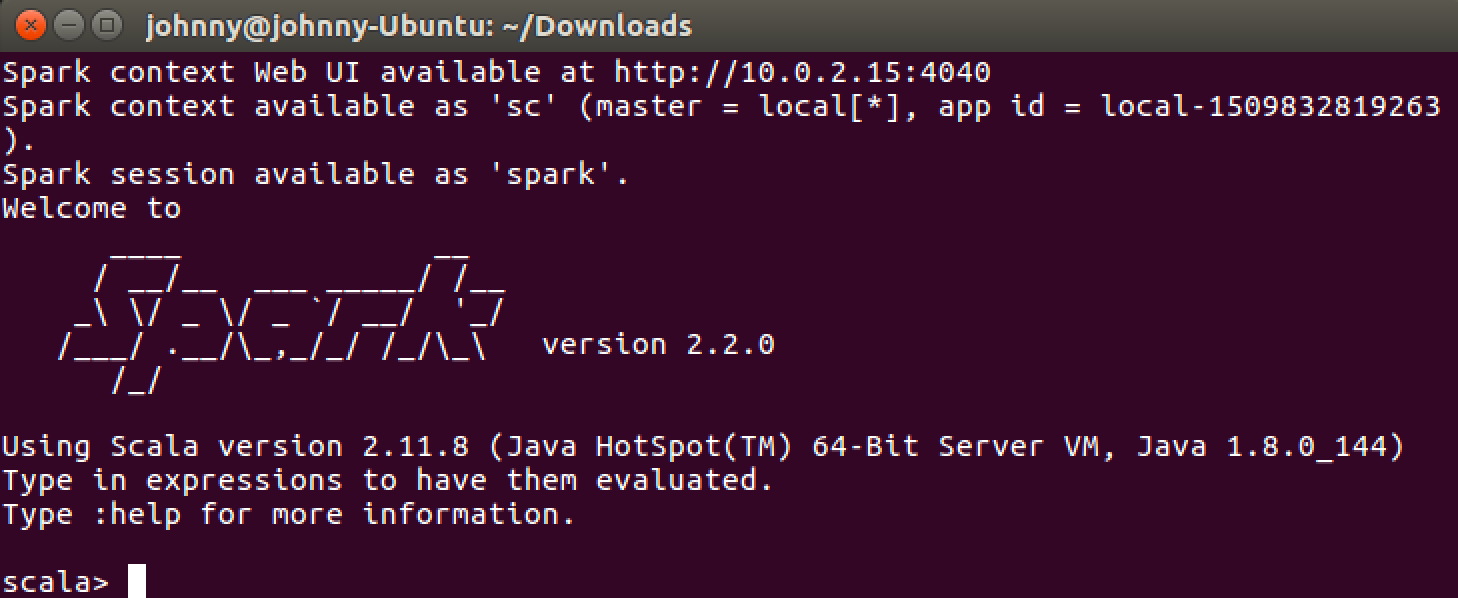 johnny@johnny-Ubuntu: ~/Downloads
Spark context Web UI available at http://10.0.2.15:4040
Spark context available as 'sc' (master = local[*], app id = local-1509832819263
).
Spark session available as 'spark'.
Welcome to
      ____              __
     / __/__  ___ _____/ /__
    _\ \/ _ \/ _ `/ __/  '_/
   /___/ .__/\_,_/_/ /_/\_\   version 2.2.0
      /_/
Using Scala version 2.11.8 (Java HotSpot(TM) 64-Bit Server VM, Java 1.8.0_144)
Type in expressions to have them evaluated.
Type :help for more information.
scala>